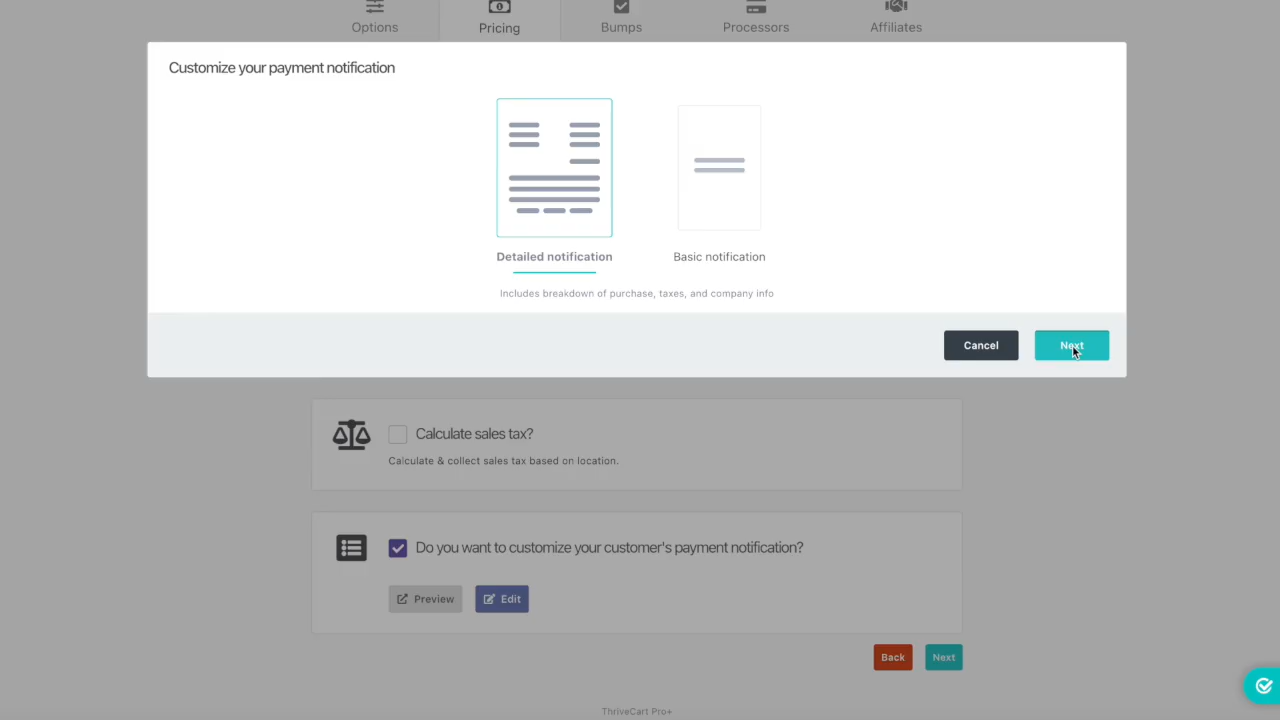 Options
Pricing
Bumps
Processors
Affiliates
Customize your payment notification
Detailed notification
Basic notification
Includes breakdown of purchase, taxes, and company info
Cancel
Next
Calculate sales tax?
Calculate & collect sales tax based on location.
Do you want to customize your customer's payment notification?
Preview
Edit
Back
Next
ThriveCart Pro+